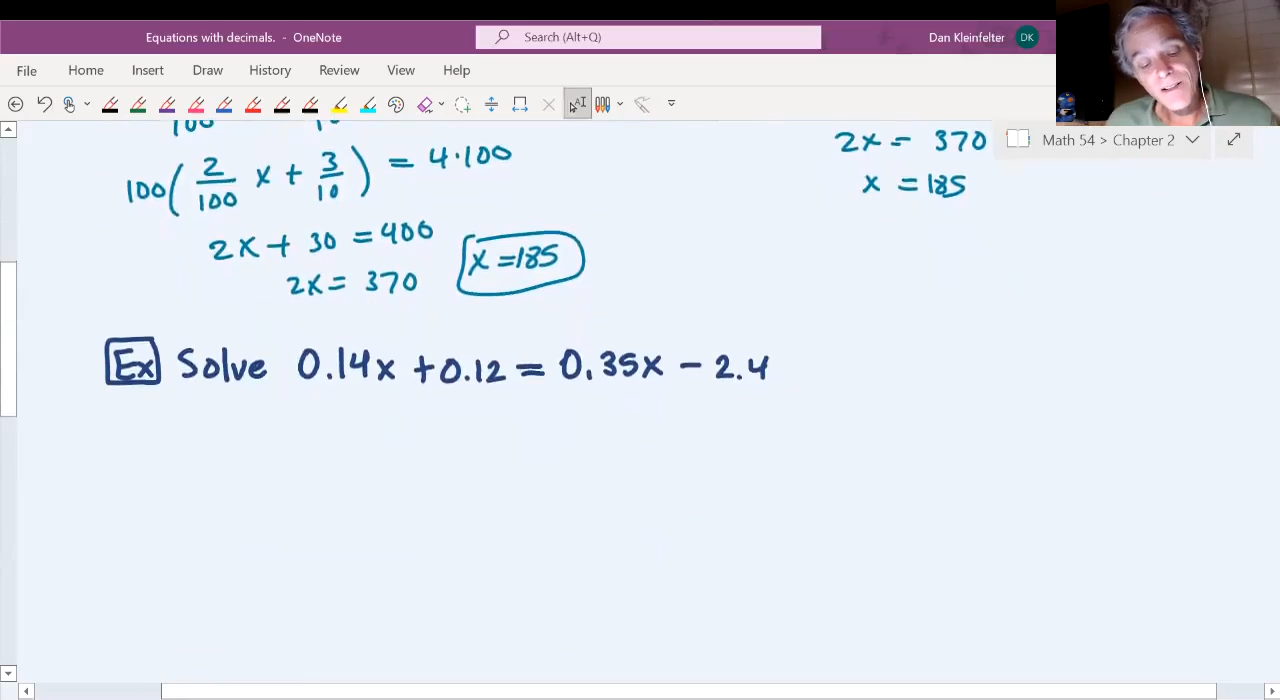 Equations with decimals. - OneNote
Search (Alt+Q)
Dan Kleinfelter DK
File Home Insert Draw History Review View Help
Math 54 > Chapter 2
100 10
100( 2/100 x + 3/10 ) = 4·100
2x + 30 = 400
2x = 370
x = 185
2x = 370
x = 185
Ex Solve 0.14x + 0.12 = 0.35x - 2.4